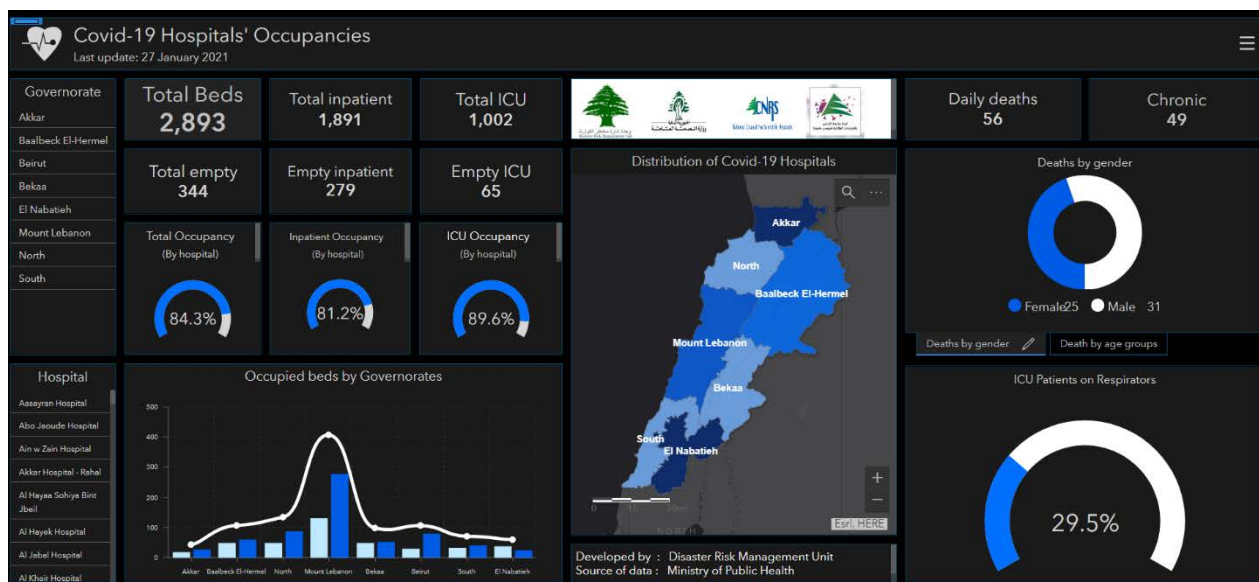 Covid-19 Hospitals' Occupancies
Last update: 27 January 2021
Governorate
Akkar
Baalbeck El-Hermel
Beirut
Bekaa
El Nabatieh
Mount Lebanon
North
South
Total Beds
2,893
Total inpatient
1,891
Total ICU
1,002
Total empty
344
Empty inpatient
279
Empty ICU
65
Total Occupancy
(By hospital)
84.3%
Inpatient Occupancy
(By hospital)
81.2%
ICU Occupancy
(By hospital)
89.6%
CNRS
Daily deaths
56
Chronic
49
Distribution of Covid-19 Hospitals
Akkar
North
Baalbeck El-Hermel
Mount Lebanon
Bekaa
South
El Nabatieh
0 15 30mi
NORTH
+
−
Esri, HERE
Deaths by gender
Female 25 Male 31
Deaths by gender
Death by age groups
Hospital
Assayran Hospital
Abo Jaoude Hospital
Ain w Zain Hospital
Akkar Hospital - Rahal
Al Hayaa Sohiya Bint
Jbeil
Al Hayek Hospital
Al Jabal Hospital
Al Khair Hospital
Occupied beds by Governorates
500
400
300
200
100
0
Akkar Baalbeck El-Hermel North Mount Lebanon Bekaa Beirut South El Nabatieh
Developed by : Disaster Risk Management Unit
Source of data : Ministry of Public Health
ICU Patients on Respirators
29.5%